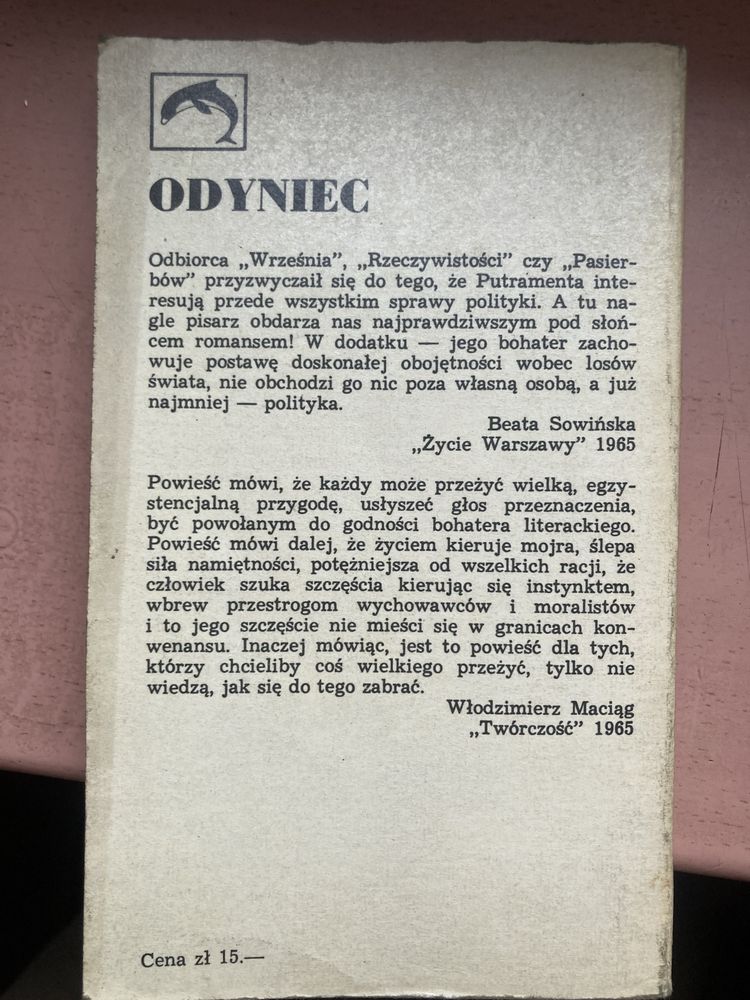 ODYNIEC
Odbiorca „Września”, „Rzeczywistości” czy „Pasier-
bów” przyzwyczaił się do tego, że Putramenta inte-
resują przede wszystkim sprawy polityki. A tu na-
gle pisarz obdarza nas najprawdziwszym pod słoń-
cem romansem! W dodatku — jego bohater zacho-
wuje postawę doskonałej obojętności wobec losów
świata, nie obchodzi go nic poza własną osobą, a już
najmniej — polityka.
Beata Sowińska
„Życie Warszawy” 1965
Powieść mówi, że każdy może przeżyć wielką, egzy-
stencjalną przygodę, usłyszeć głos przeznaczenia,
być powołanym do godności bohatera literackiego.
Powieść mówi dalej, że życiem kieruje mojra, ślepa
siła namiętności, potężniejsza od wszelkich racji, że
człowiek szuka szczęścia kierując się instynktem,
wbrew przestrogom wychowawców i moralistów
i to jego szczęście nie mieści się w granicach kon-
wenansu. Inaczej mówiąc, jest to powieść dla tych,
którzy chcieliby coś wielkiego przeżyć, tylko nie
wiedzą, jak się do tego zabrać.
Włodzimierz Maciąg
„Twórczość” 1965
Cena zł 15.—